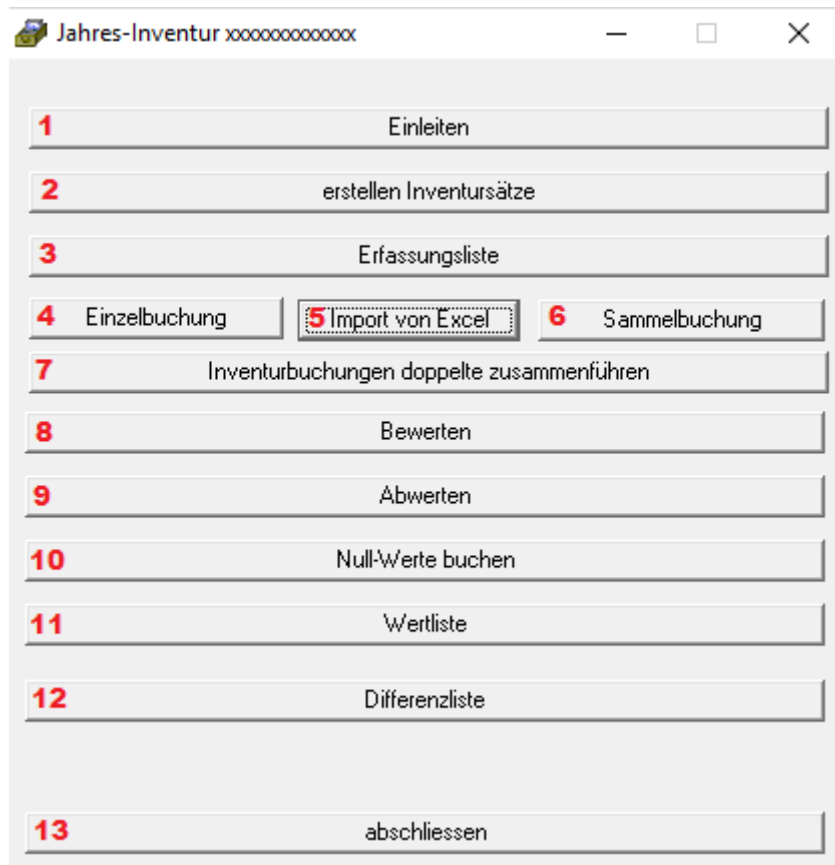 Jahres-Inventur xxxxxxxxxxxxxx
1 Einleiten
2 erstellen Inventursätze
3 Erfassungsliste
4 Einzelbuchung 5 Import von Excel 6 Sammelbuchung
7 Inventurbuchungen doppelte zusammenführen
8 Bewerten
9 Abwerten
10 Null-Werte buchen
11 Wertliste
12 Differenzliste
13 abschliessen